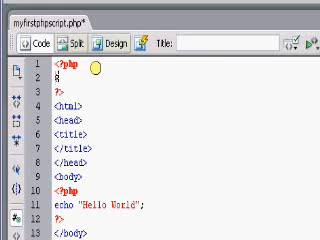 myfirstphpscript.php*
Code Split Design Title:
1 <?php
2
3 ?>
4 <html>
5 <head>
6 <title>
7 </title>
8 </head>
9 <body>
10 <?php
11 echo "Hello World";
12 ?>
13 </body>